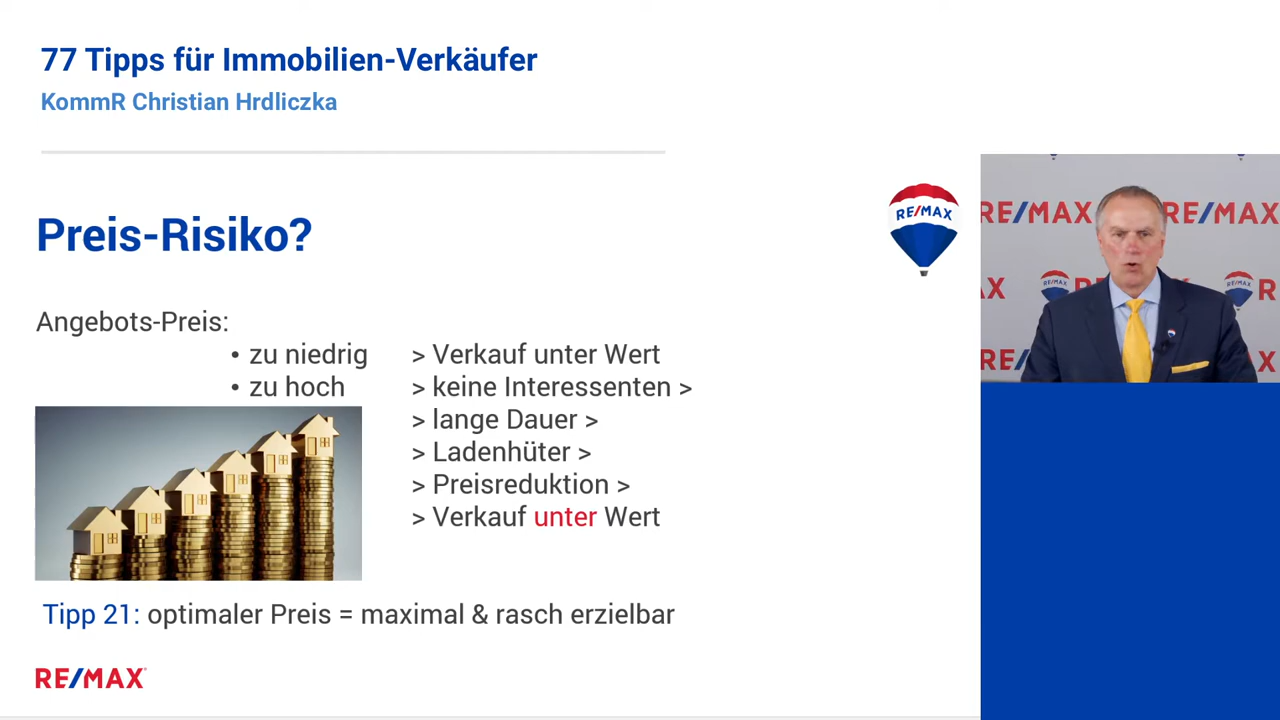 77 Tipps für Immobilien-Verkäufer
KommR Christian Hrdliczka
Preis-Risiko?
Angebots-Preis:
• zu niedrig > Verkauf unter Wert
• zu hoch > keine Interessenten >
> lange Dauer >
> Ladenhüter >
> Preisreduktion >
> Verkauf unter Wert
Tipp 21: optimaler Preis = maximal & rasch erzielbar
RE/MAX
RE/MAX
RE/MAX RE/MAX